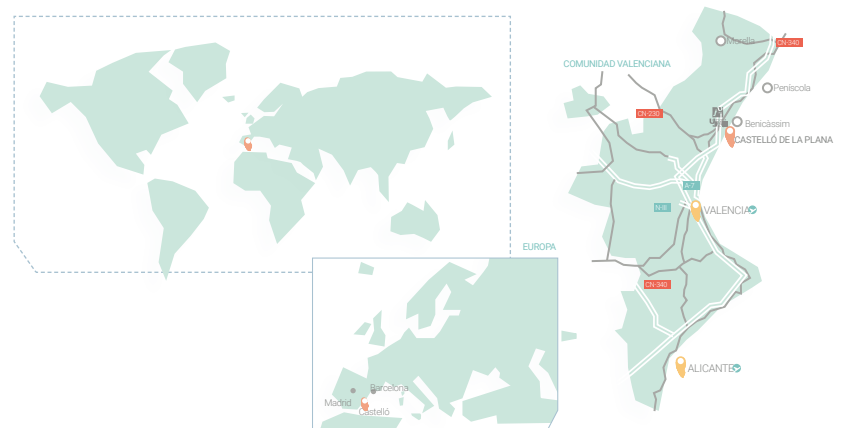 Morella
CN-340
COMUNIDAD VALENCIANA
Peníscola
CN-230
Benicàssim
CASTELLÓ DE LA PLANA
A-7
N-III
VALENCIA
EUROPA
CN-340
ALICANTE
Barcelona
Madrid
Castelló